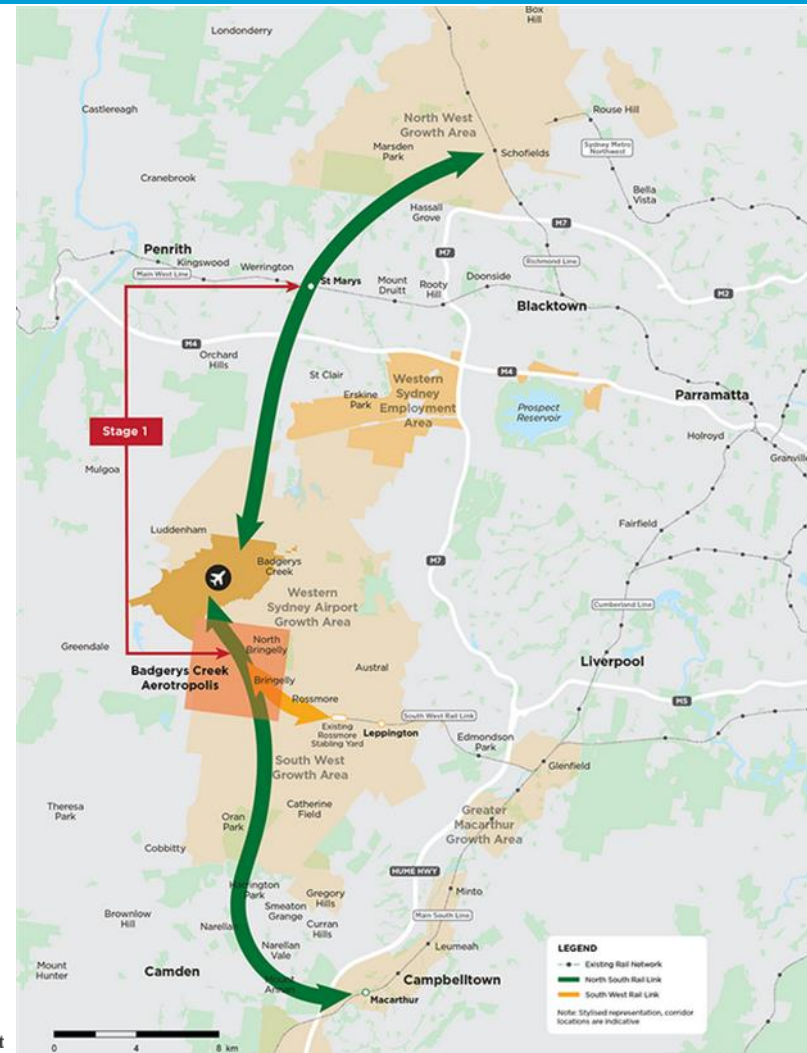 Box
Hill
Londonderry
Castlereagh
Rouse Hill
North West
Growth Area
Marsden
Park
Schofields
Sydney Metro
Northwest
Cranebrook
Bella
Vista
Hassall
Grove
M7
Penrith
Kingswood
Werrington
Main West Line
M7
Richmond Line
St Marys
Mount
Druitt
Rooty
Hill
Doonside
M2
Blacktown
M4
Orchard
Hills
St Clair
Western
Sydney
Employment
Area
M4
Erskine
Park
Prospect
Reservoir
Parramatta
Stage 1
Holroyd
Mulgoa
Granville
Luddenham
Fairfield
Badgerys
Creek
M7
Western
Sydney Airport
Growth Area
Cumberland Line
Greendale
North
Bringelly
Badgerys Creek
Aerotropolis
Austral
Liverpool
Bringelly
Rossmore
M5
South West Rail Link
Existing
Rossmore
Stabling Yard
Leppington
Edmondson
Park
South West
Growth Area
Glenfield
Theresa
Park
Catherine
Field
Oran
Park
Greater
Macarthur
Growth Area
Cobbitty
HUME HWY
Harrington
Park
Gregory
Hills
Minto
Smeaton
Grange
Brownlow
Hill
Main South Line
Curran
Hills
Narellan
Vale
Leumeah
Mount
Hunter
Camden
Mount
Annan
Campbelltown
Macarthur
LEGEND
Existing Rail Network
North South Rail Link
South West Rail Link
Note: Stylised representation, corridor
locations are indicative
0 4 8 km